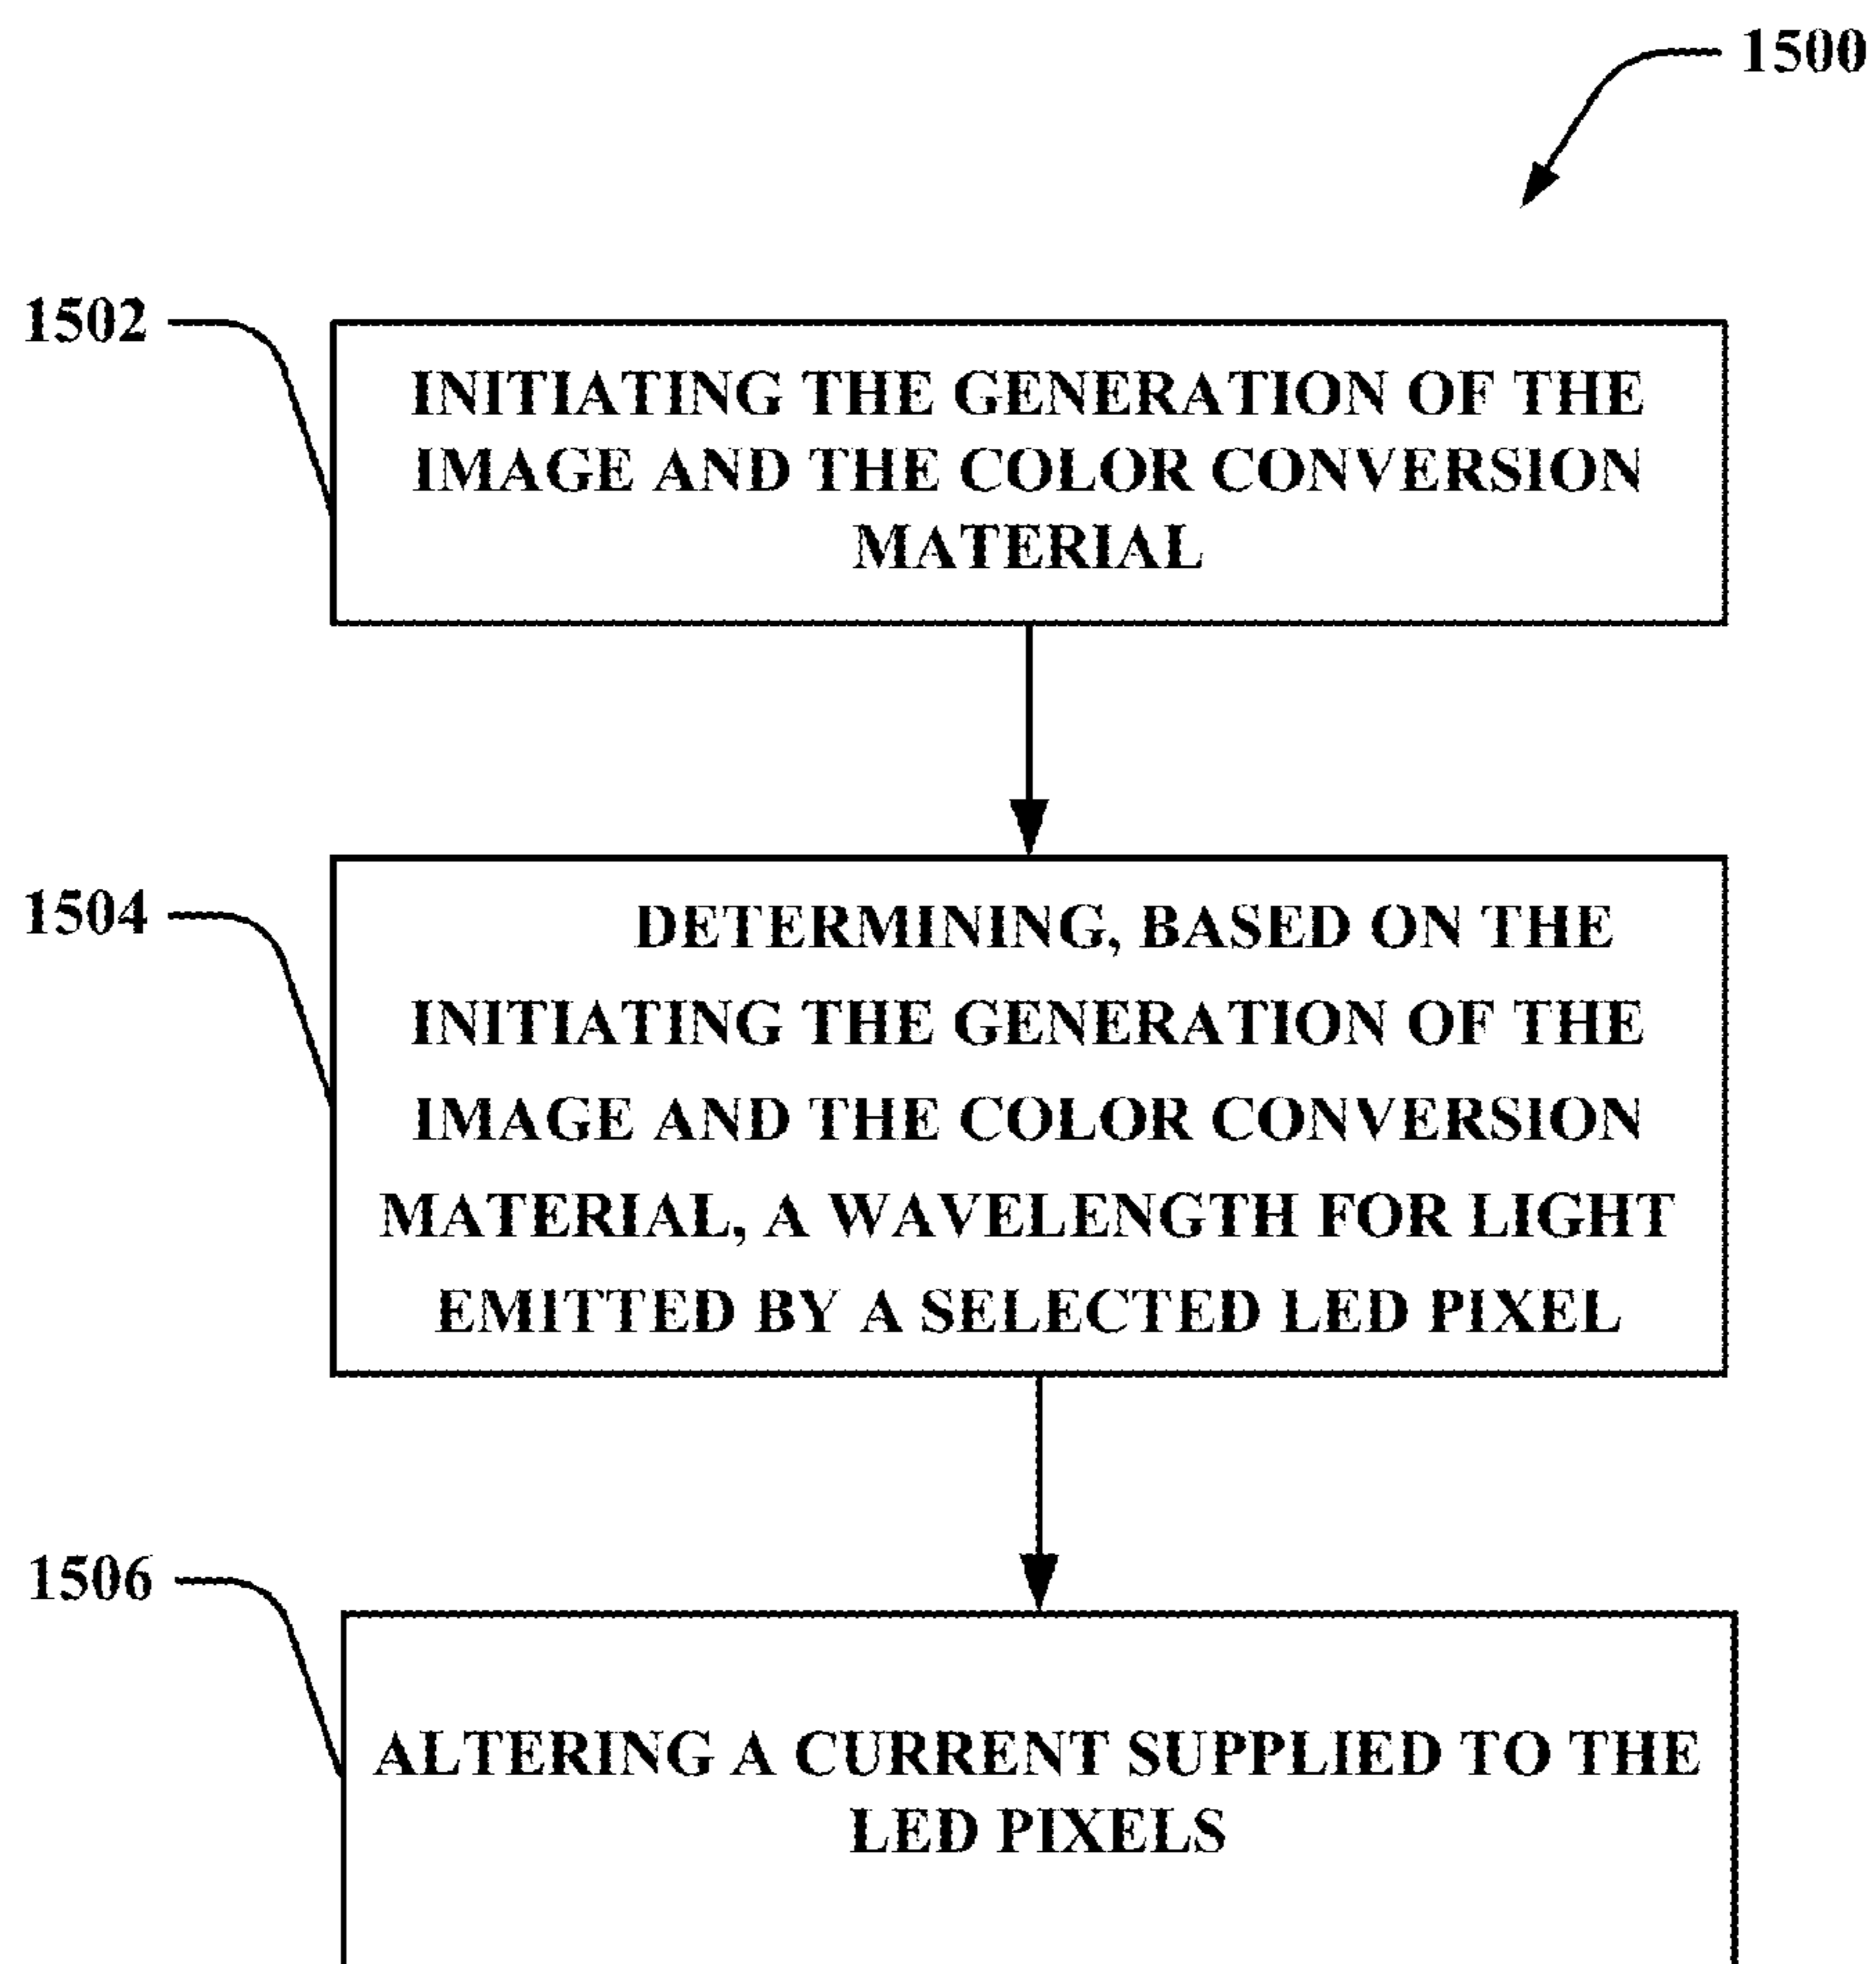 1500
1502
INITIATING THE GENERATION OF THE
IMAGE AND THE COLOR CONVERSION
MATERIAL
1504
DETERMINING, BASED ON THE
INITIATING THE GENERATION OF THE
IMAGE AND THE COLOR CONVERSION
MATERIAL, A WAVELENGTH FOR LIGHT
EMITTED BY A SELECTED LED PIXEL
1506
ALTERING A CURRENT SUPPLIED TO THE
LED PIXELS